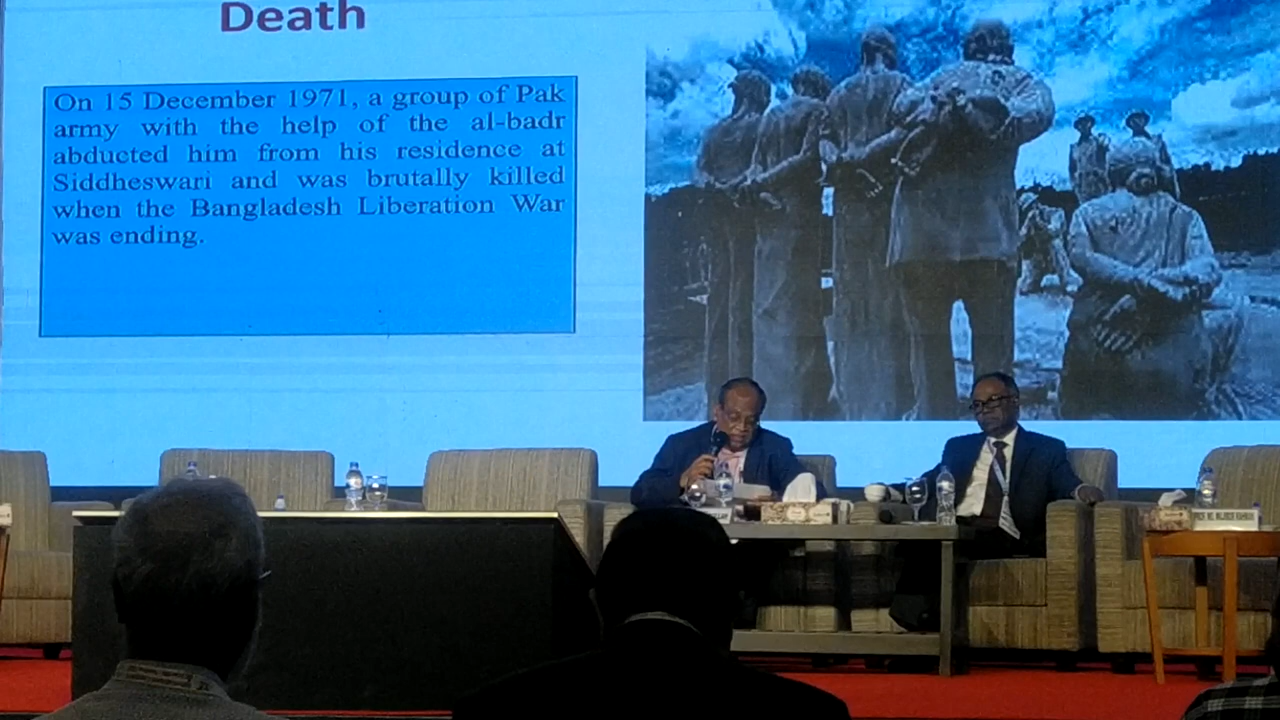 Death
On 15 December 1971, a group of Pak
army with the help of the al-badr
abducted him from his residence at
Siddheswari and was brutally killed
when the Bangladesh Liberation War
was ending.